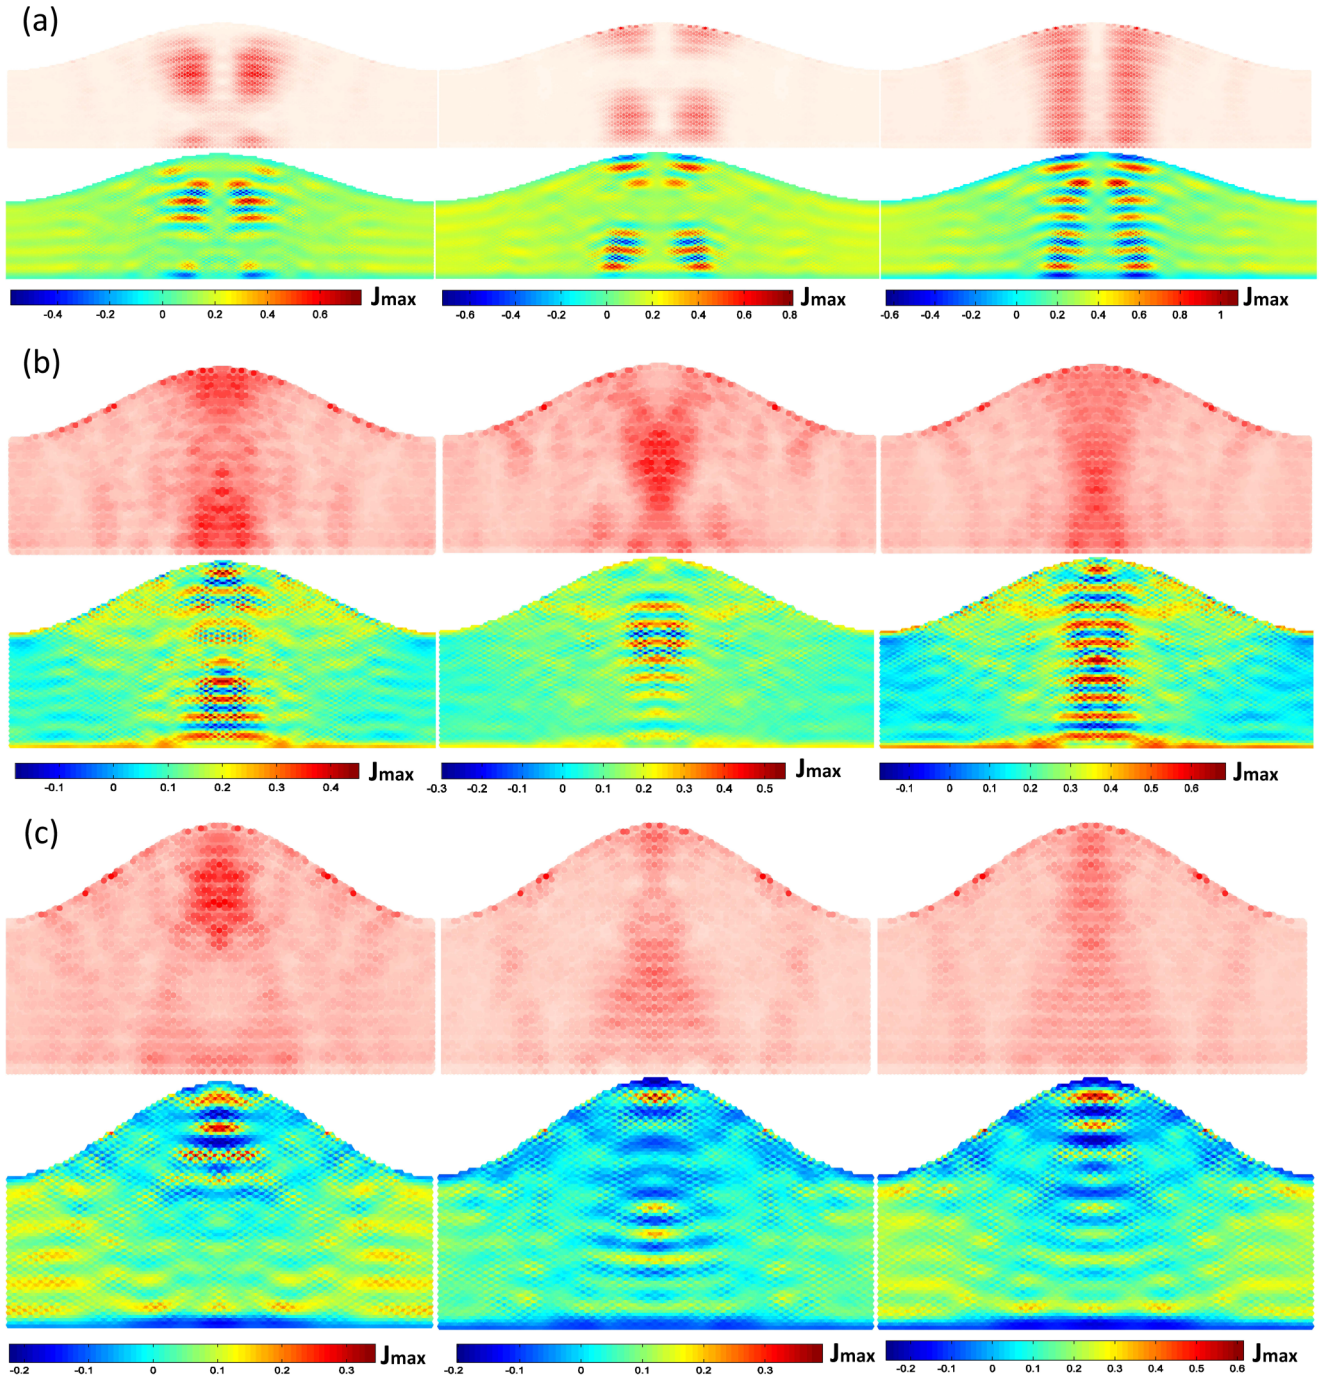 (a)
-0.4 -0.2 0 0.2 0.4 0.6 Jmax
-0.6 -0.4 -0.2 0 0.2 0.4 0.6 0.8 Jmax
-0.6 -0.4 -0.2 0 0.2 0.4 0.6 0.8 1 Jmax
(b)
-0.1 0 0.1 0.2 0.3 0.4 Jmax
-0.3 -0.2 -0.1 0 0.1 0.2 0.3 0.4 0.5 Jmax
-0.1 0 0.1 0.2 0.3 0.4 0.5 0.6 Jmax
(c)
-0.2 -0.1 0 0.1 0.2 0.3 Jmax
-0.2 -0.1 0 0.1 0.2 0.3 Jmax
-0.2 -0.1 0 0.1 0.2 0.3 0.4 0.5 0.6 Jmax